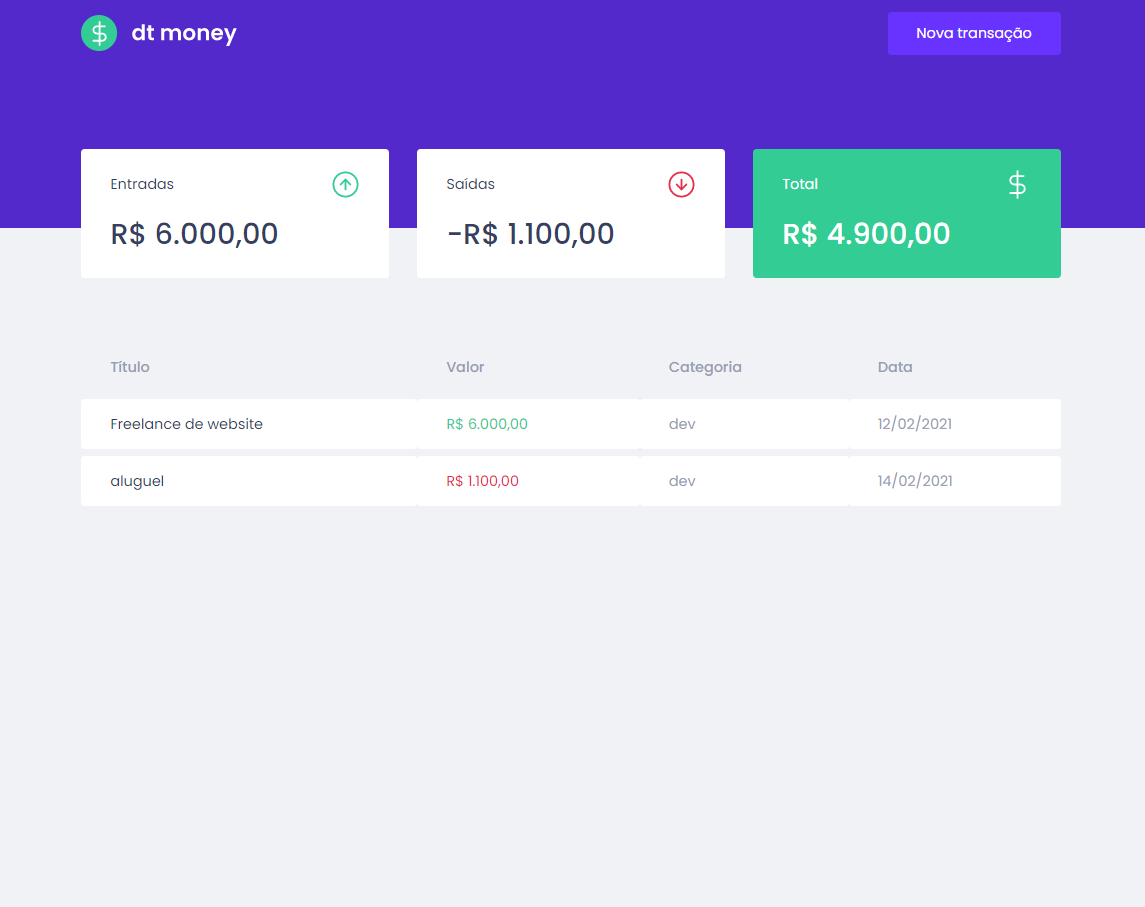 dt money
Nova transação
Entradas
R$ 6.000,00
Saídas
-R$ 1.100,00
Total
R$ 4.900,00
Título Valor Categoria Data
Freelance de website R$ 6.000,00 dev 12/02/2021
aluguel R$ 1.100,00 dev 14/02/2021